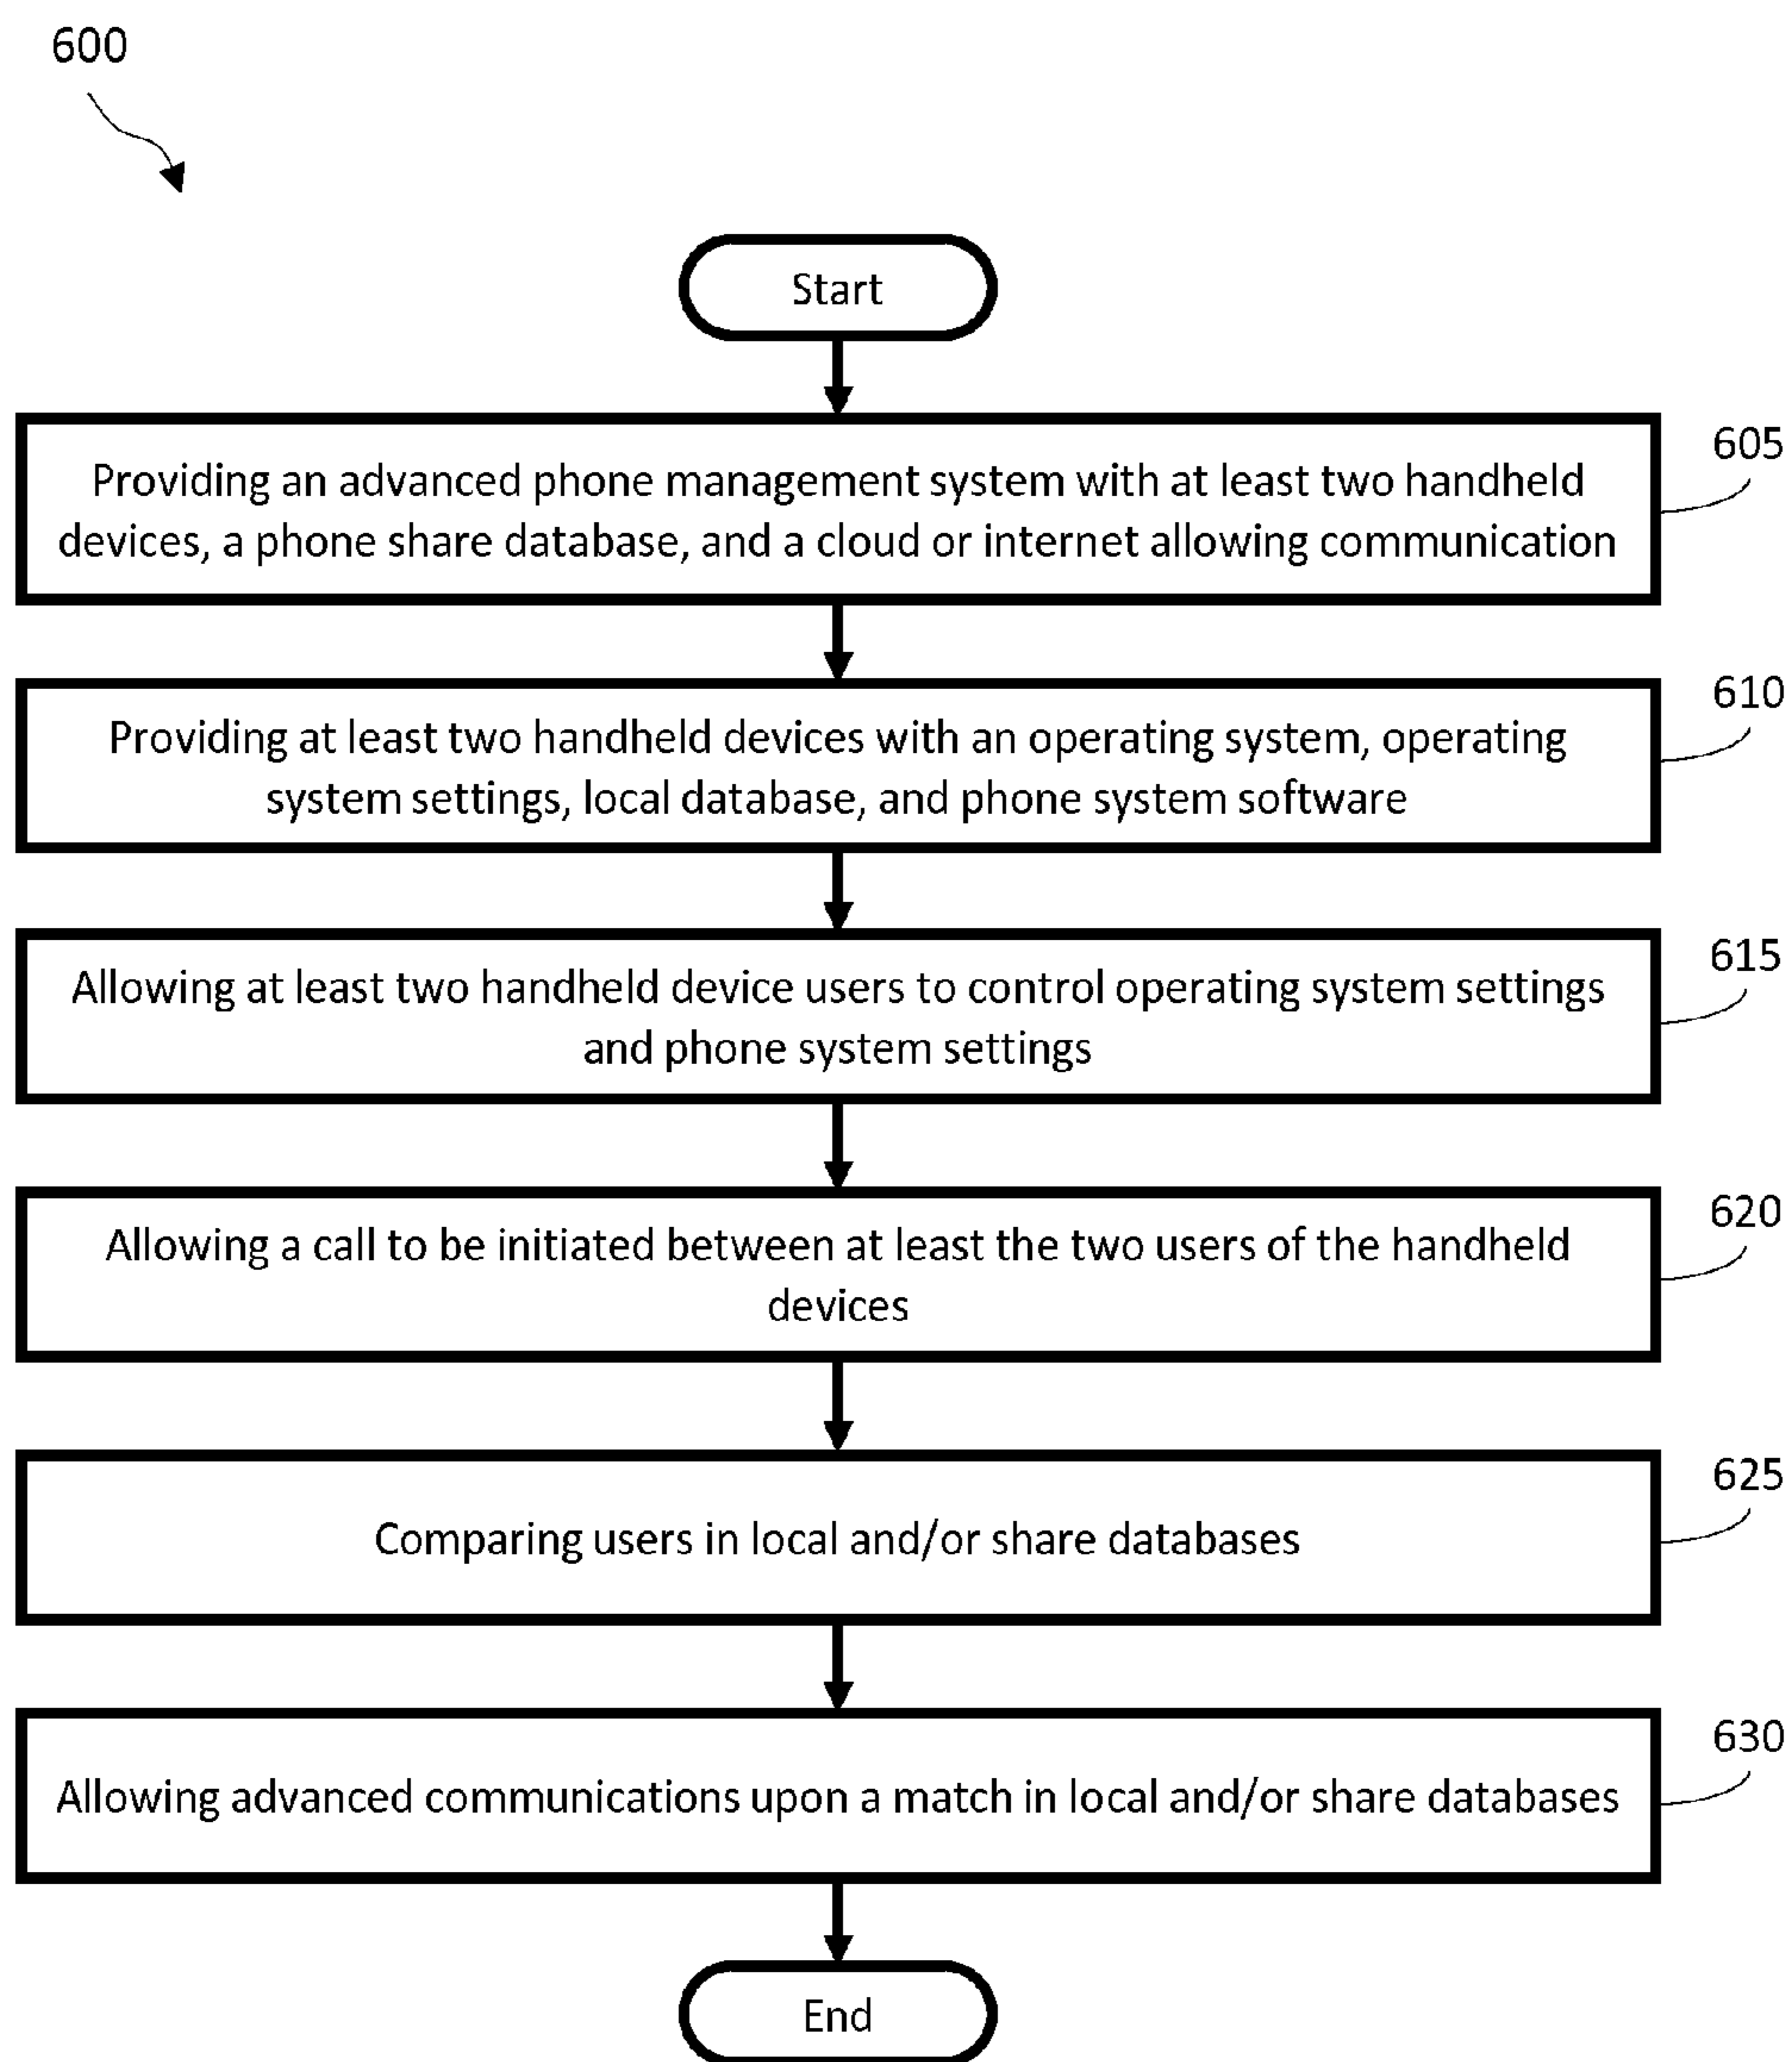 600
Start
605
Providing an advanced phone management system with at least two handheld
devices, a phone share database, and a cloud or internet allowing communication
610
Providing at least two handheld devices with an operating system, operating
system settings, local database, and phone system software
615
Allowing at least two handheld device users to control operating system settings
and phone system settings
620
Allowing a call to be initiated between at least the two users of the handheld
devices
625
Comparing users in local and/or share databases
630
Allowing advanced communications upon a match in local and/or share databases
End